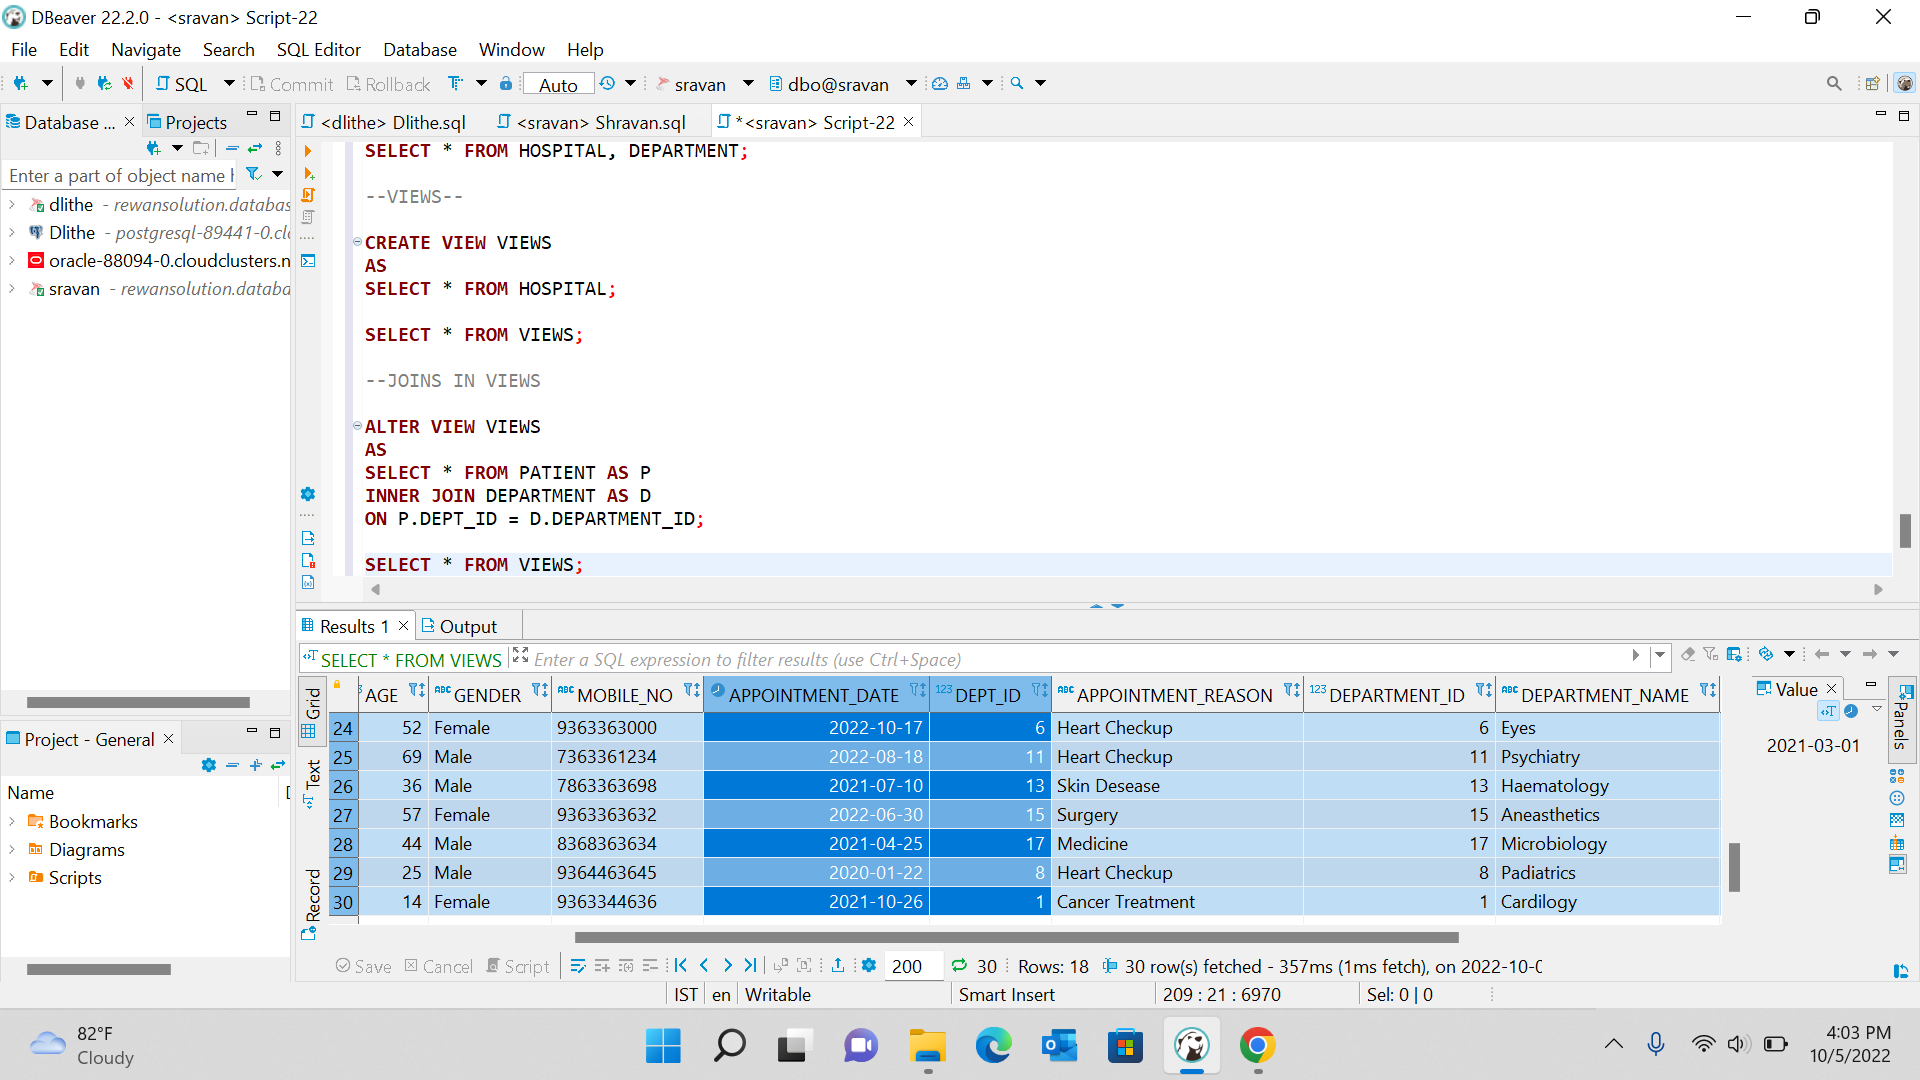 DBeaver 22.2.0 - <sravan> Script-22
File Edit Navigate Search SQL Editor Database Window Help
SQL Commit Rollback Auto sravan dbo@sravan
Database ... Projects
Enter a part of object name h
dlithe - rewansolution.databas
Dlithe - postgresql-89441-0.clo
oracle-88094-0.cloudclusters.n
sravan - rewansolution.databa
<dlithe> Dlithe.sql <sravan> Shravan.sql *<sravan> Script-22
SELECT * FROM HOSPITAL, DEPARTMENT;
--VIEWS--
CREATE VIEW VIEWS
AS
SELECT * FROM HOSPITAL;
SELECT * FROM VIEWS;
--JOINS IN VIEWS
ALTER VIEW VIEWS
AS
SELECT * FROM PATIENT AS P
INNER JOIN DEPARTMENT AS D
ON P.DEPT_ID = D.DEPARTMENT_ID;
SELECT * FROM VIEWS;
Results 1 Output
SELECT * FROM VIEWS Enter a SQL expression to filter results (use Ctrl+Space)
Grid
Text
Record
AGE ABC GENDER ABC MOBILE_NO APPOINTMENT_DATE 123 DEPT_ID ABC APPOINTMENT_REASON 123 DEPARTMENT_ID ABC DEPARTMENT_NAME
24 52 Female 9363363000 2022-10-17 6 Heart Checkup 6 Eyes
25 69 Male 7363361234 2022-08-18 11 Heart Checkup 11 Psychiatry
26 36 Male 7863363698 2021-07-10 13 Skin Desease 13 Haematology
27 57 Female 9363363632 2022-06-30 15 Surgery 15 Aneasthetics
28 44 Male 8368363634 2021-04-25 17 Medicine 17 Microbiology
29 25 Male 9364463645 2020-01-22 8 Heart Checkup 8 Padiatrics
30 14 Female 9363344636 2021-10-26 1 Cancer Treatment 1 Cardilogy
Value
2021-03-01
Panels
Project - General
Name
Bookmarks
Diagrams
Scripts
Save Cancel Script 200 30 Rows: 18 30 row(s) fetched - 357ms (1ms fetch), on 2022-10-0
IST en Writable Smart Insert 209 : 21 : 6970 Sel: 0 | 0
82°F
Cloudy
4:03 PM
10/5/2022